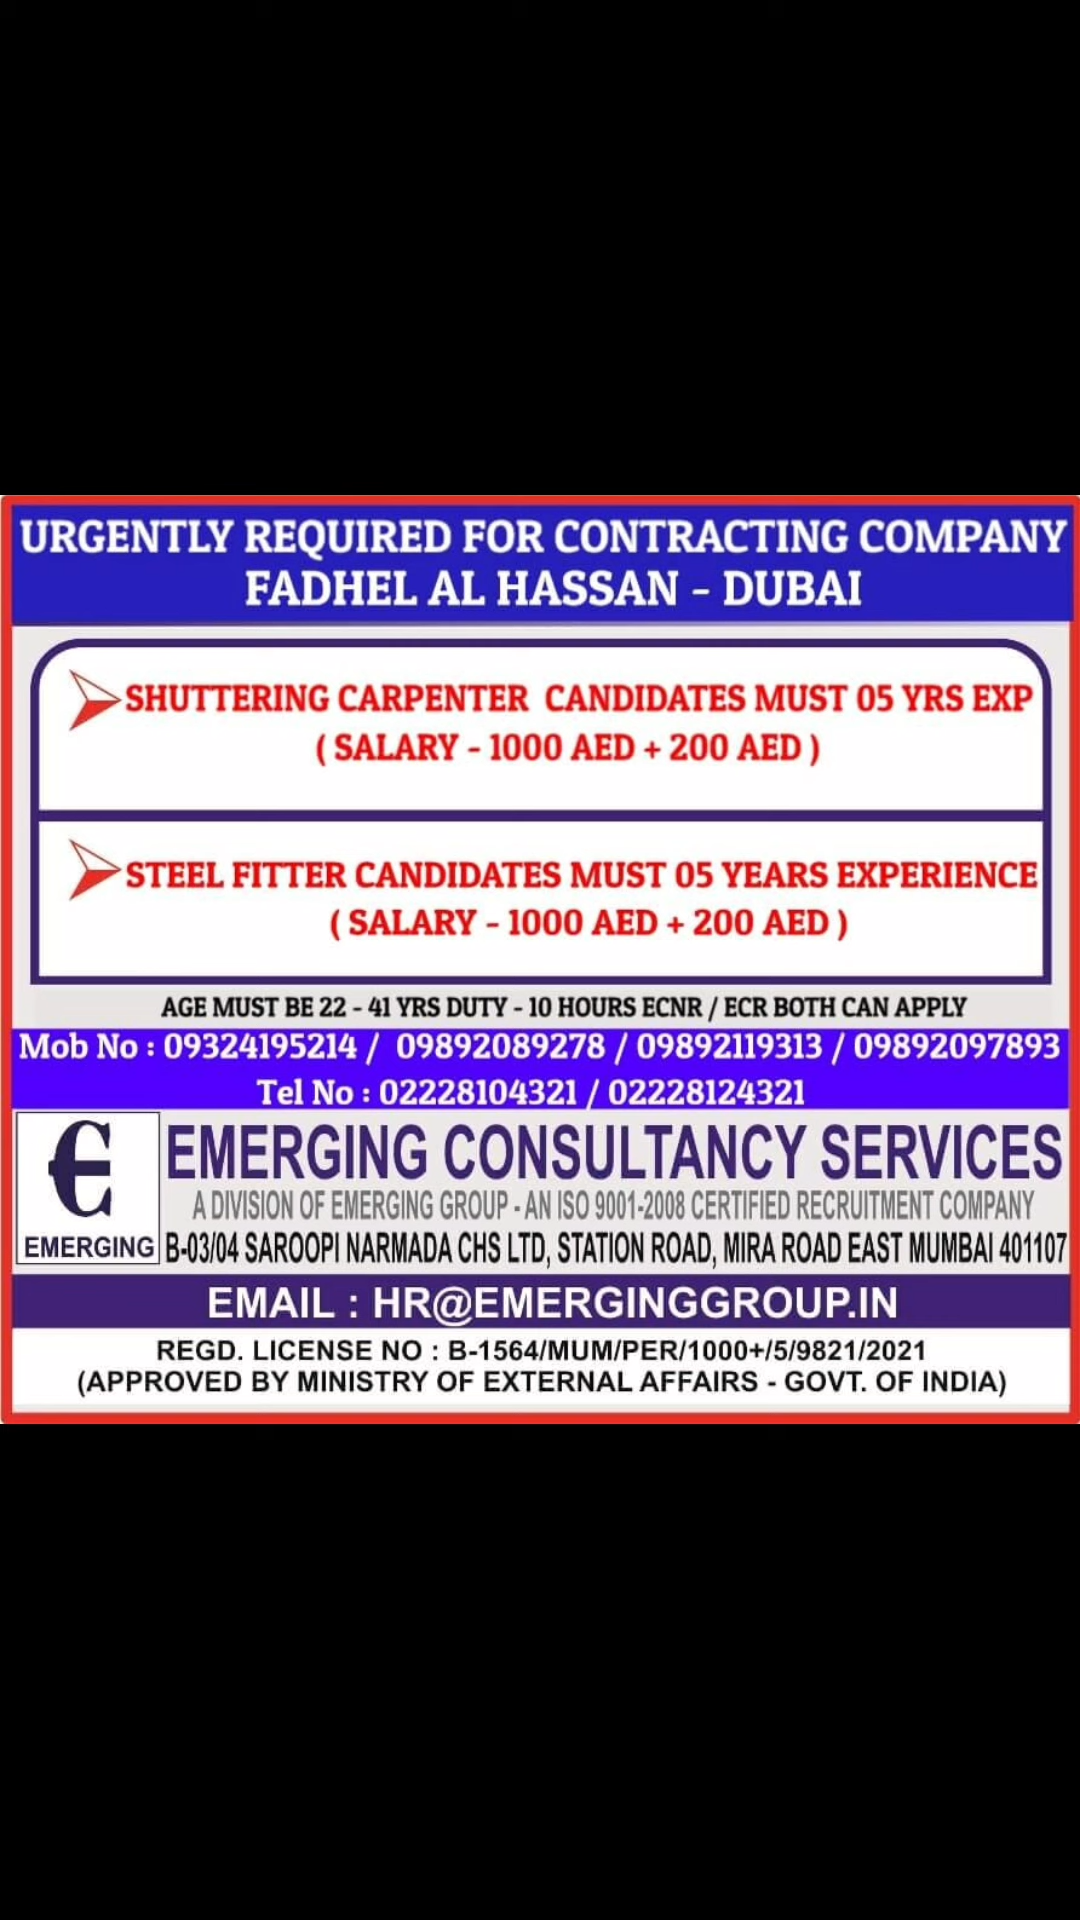 URGENTLY REQUIRED FOR CONTRACTING COMPANY
FADHEL AL HASSAN - DUBAI
SHUTTERING CARPENTER CANDIDATES MUST 05 YRS EXP
( SALARY - 1000 AED + 200 AED )
STEEL FITTER CANDIDATES MUST 05 YEARS EXPERIENCE
( SALARY - 1000 AED + 200 AED )
AGE MUST BE 22 - 41 YRS DUTY - 10 HOURS ECNR / ECR BOTH CAN APPLY
Mob No : 09324195214 / 09892089278 / 09892119313 / 09892097893
Tel No : 02228104321 / 02228124321
EMERGING CONSULTANCY SERVICES
A DIVISION OF EMERGING GROUP - AN ISO 9001-2008 CERTIFIED RECRUITMENT COMPANY
EMERGING
B-03/04 SAROOPI NARMADA CHS LTD, STATION ROAD, MIRA ROAD EAST MUMBAI 401107
EMAIL : HR@EMERGINGGROUP.IN
REGD. LICENSE NO : B-1564/MUM/PER/1000+/5/9821/2021
(APPROVED BY MINISTRY OF EXTERNAL AFFAIRS - GOVT. OF INDIA)